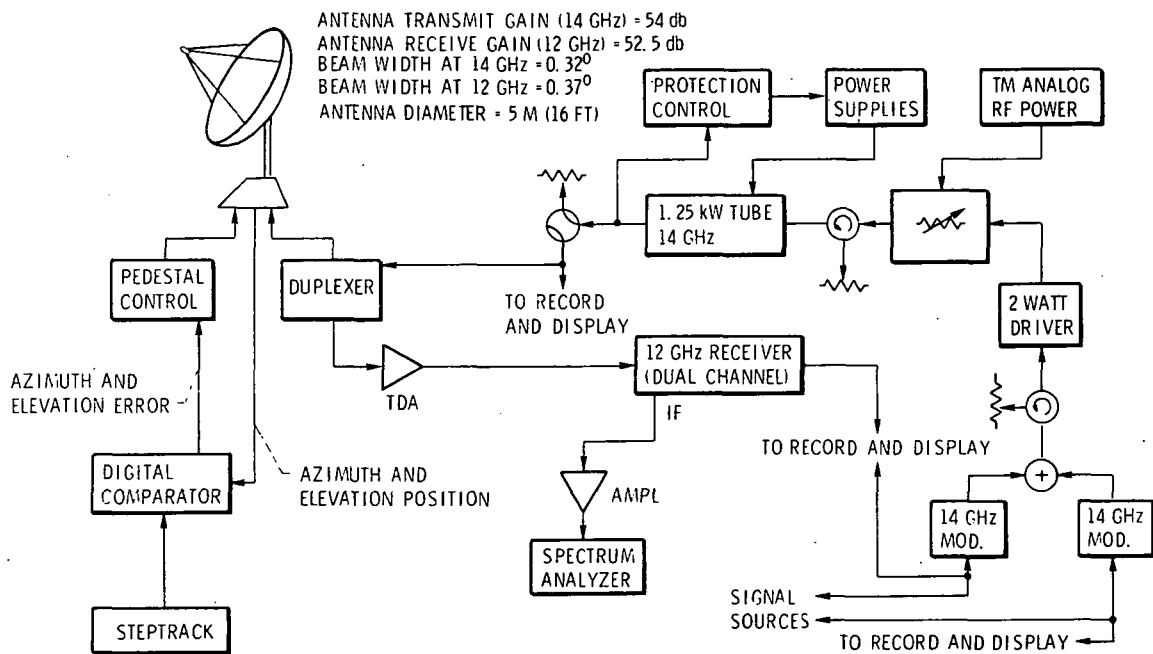 ANTENNA TRANSMIT GAIN (14 GHz) = 54 db
ANTENNA RECEIVE GAIN (12 GHz) = 52.5 db
BEAM WIDTH AT 14 GHz = 0.32⁰
BEAM WIDTH AT 12 GHz = 0.37⁰
ANTENNA DIAMETER = 5 M (16 FT)
PROTECTION
CONTROL
POWER
SUPPLIES
TM ANALOG
RF POWER
1.25 kW TUBE
14 GHz
PEDESTAL
CONTROL
DUPLEXER
TO RECORD
AND DISPLAY
2 WATT
DRIVER
12 GHz RECEIVER
(DUAL CHANNEL)
AZIMUTH AND
ELEVATION ERROR
TDA
IF
TO RECORD AND DISPLAY
DIGITAL
COMPARATOR
AZIMUTH AND
ELEVATION POSITION
AMPL
+
14 GHz
MOD.
14 GHz
MOD.
SPECTRUM
ANALYZER
SIGNAL
SOURCES
STEPTRACK
TO RECORD AND DISPLAY